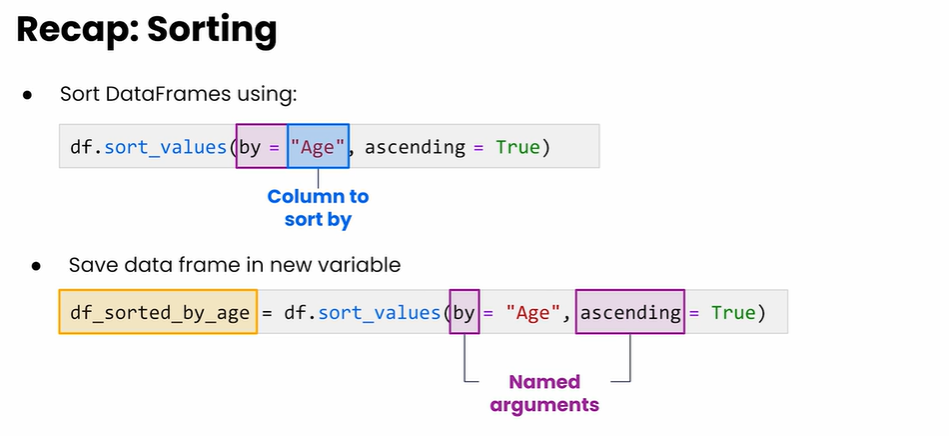 Recap: Sorting
● Sort DataFrames using:
df.sort_values(by = "Age", ascending = True)
Column to
sort by
● Save data frame in new variable
df_sorted_by_age = df.sort_values(by = "Age", ascending = True)
Named
arguments